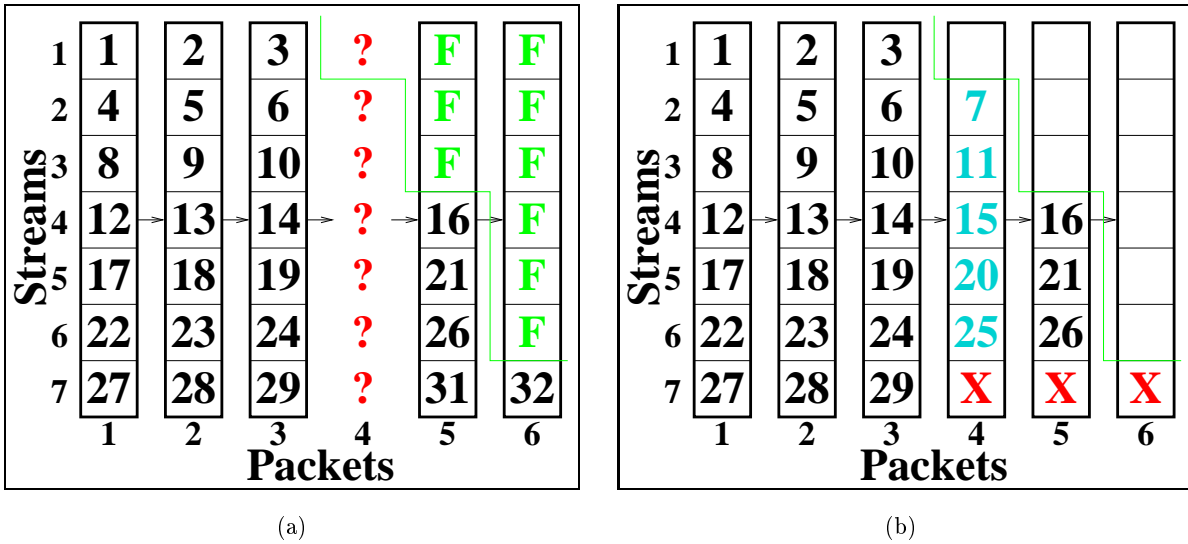 1 1 2 3 ? F F
2 4 5 6 ? F F
3 8 9 10 ? F F
4 12 13 14 ? 16 F
5 17 18 19 ? 21 F
6 22 23 24 ? 26 F
7 27 28 29 ? 31 32
1 2 3 4 5 6
Streams
Packets
(a)
1 1 2 3
2 4 5 6 7
3 8 9 10 11
4 12 13 14 15 16
5 17 18 19 20 21
6 22 23 24 25 26
7 27 28 29 X X X
1 2 3 4 5 6
Streams
Packets
(b)